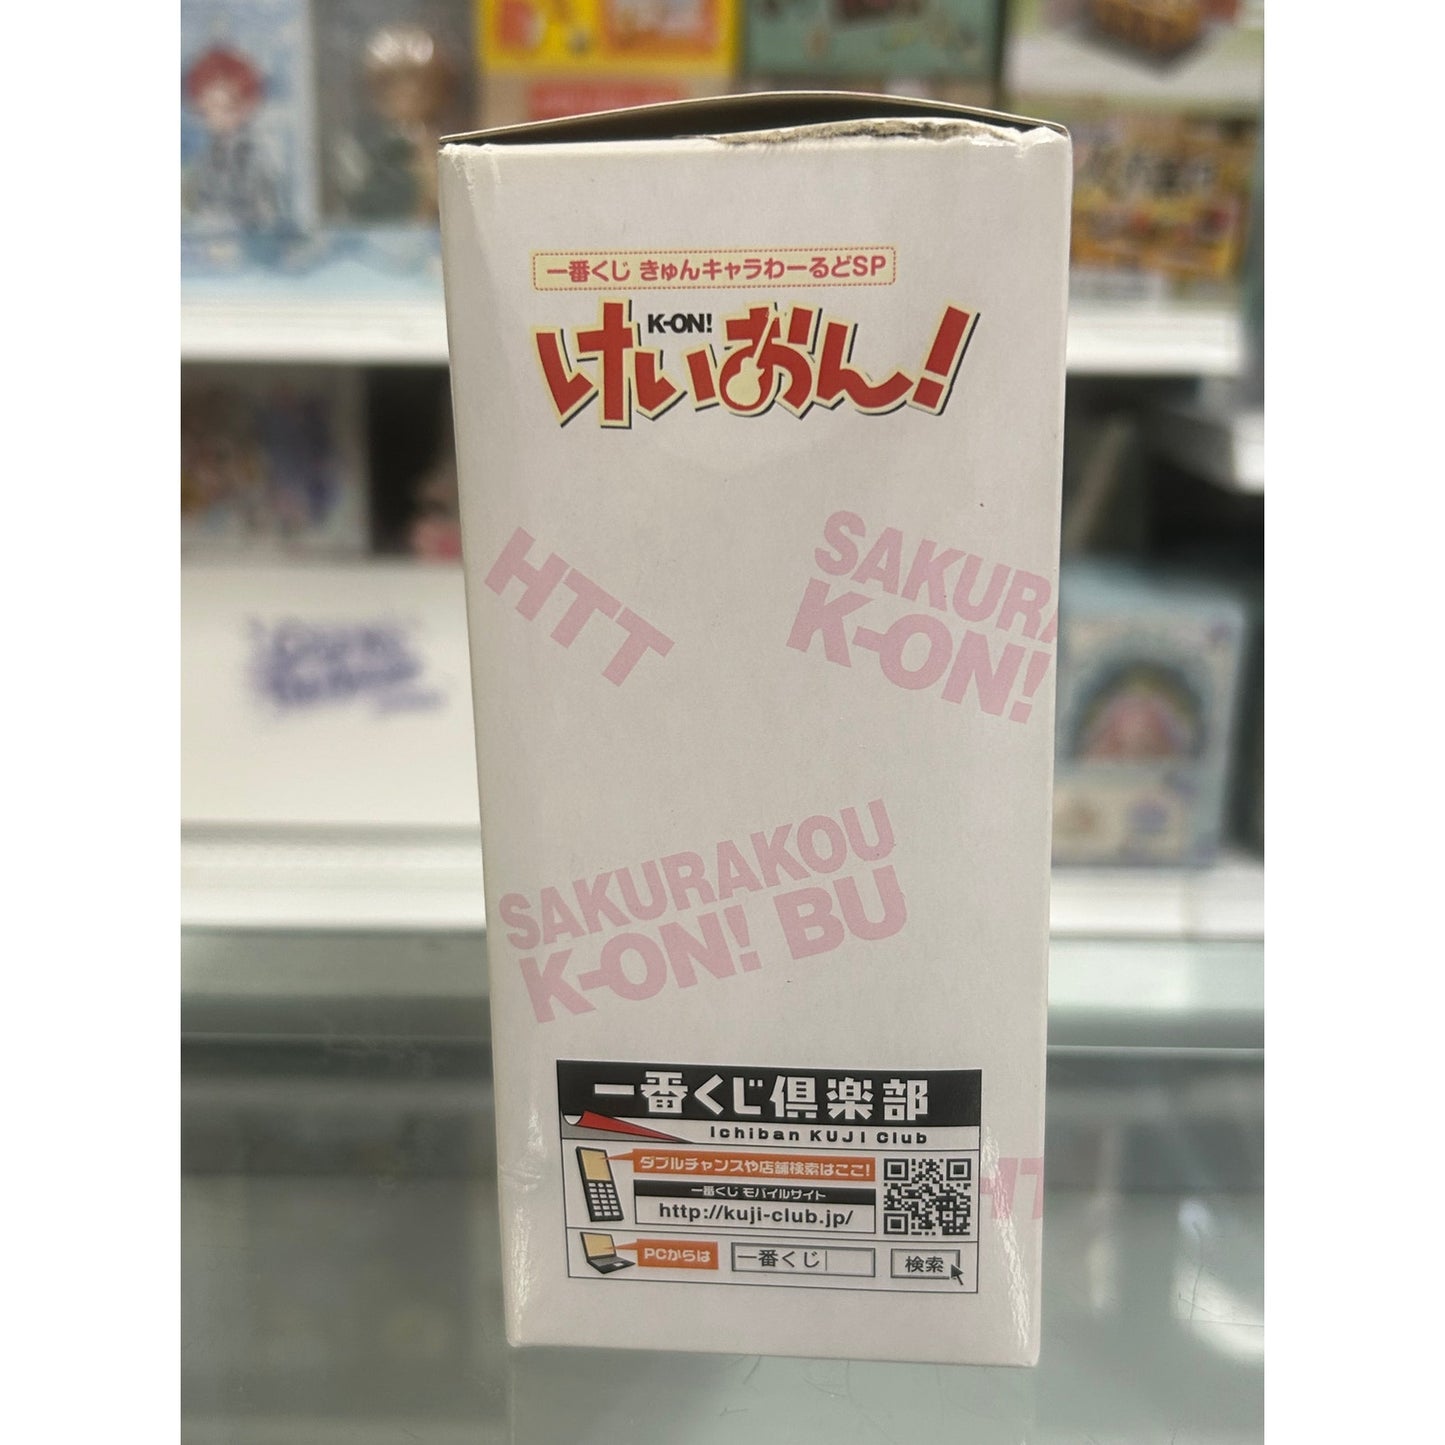 一番くじ きゅんキャラわーるどSP
K-ON!
けいおん!
HTT
SAKURA
K-ON!
SAKURAKOU
K-ON! BU
一番くじ倶楽部
Ichiban KUJI Club
ダブルチャンスや店舗検索はここ!
一番くじ モバイルサイト
http://kuji-club.jp/
HT
PCからは
一番くじ
検索